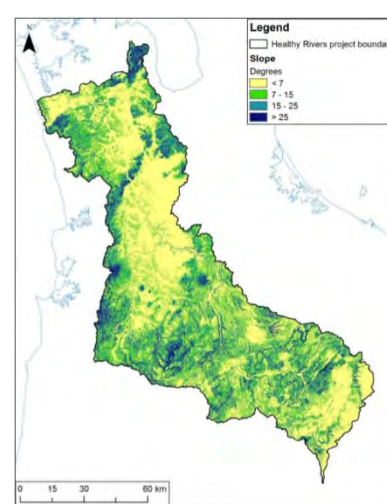 Legend
Healthy Rivers project bounda
Slope
Degrees
< 7
7 - 15
15 - 25
> 25
0 15 30 60 km